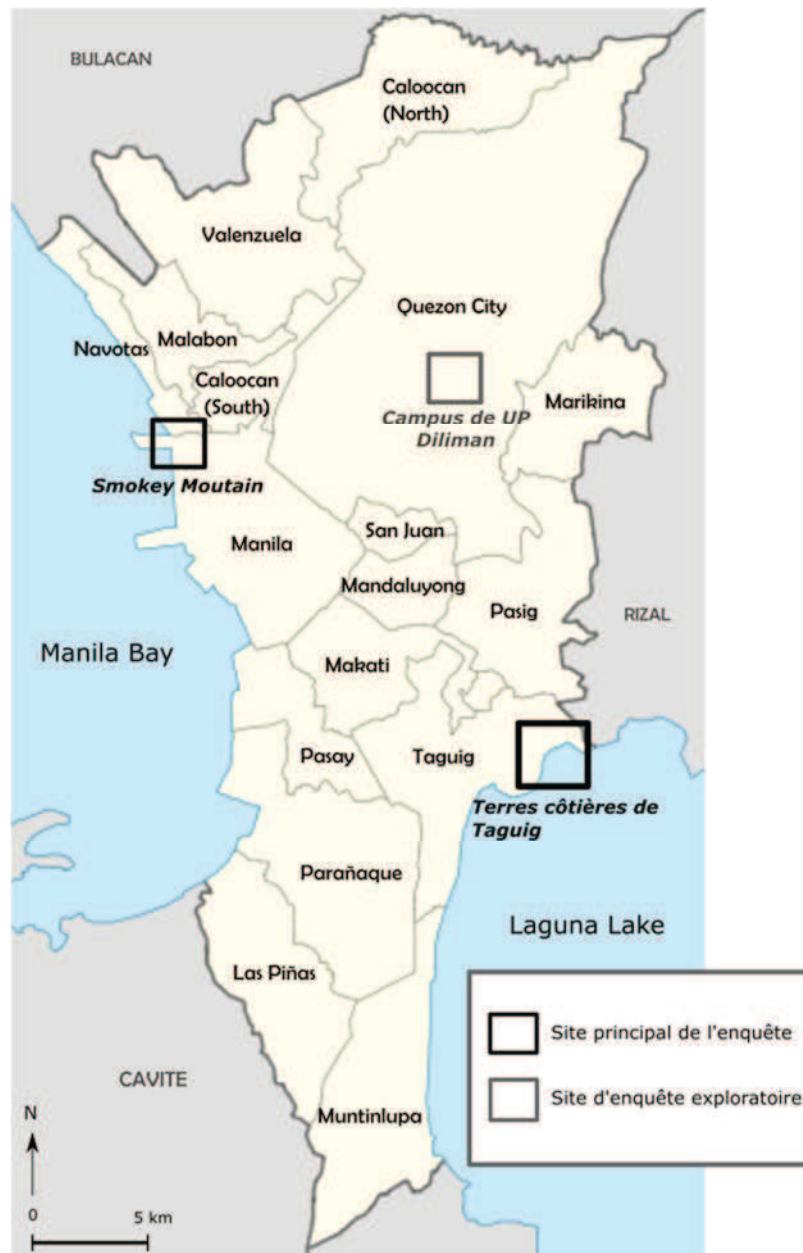 BULACAN
Caloocan
(North)
Valenzuela
Quezon City
Malabon
Navotas
Caloocan
(South)
Marikina
Campus de UP
Diliman
Smokey Moutain
San Juan
Manila
Mandaluyong
Pasig
RIZAL
Manila Bay
Makati
Pasay
Taguig
Terres côtières de
Taguig
Parañaque
Laguna Lake
Las Piñas
Site principal de l'enquête
CAVITE
Site d'enquête exploratoire
Muntinlupa
N
0
5 km